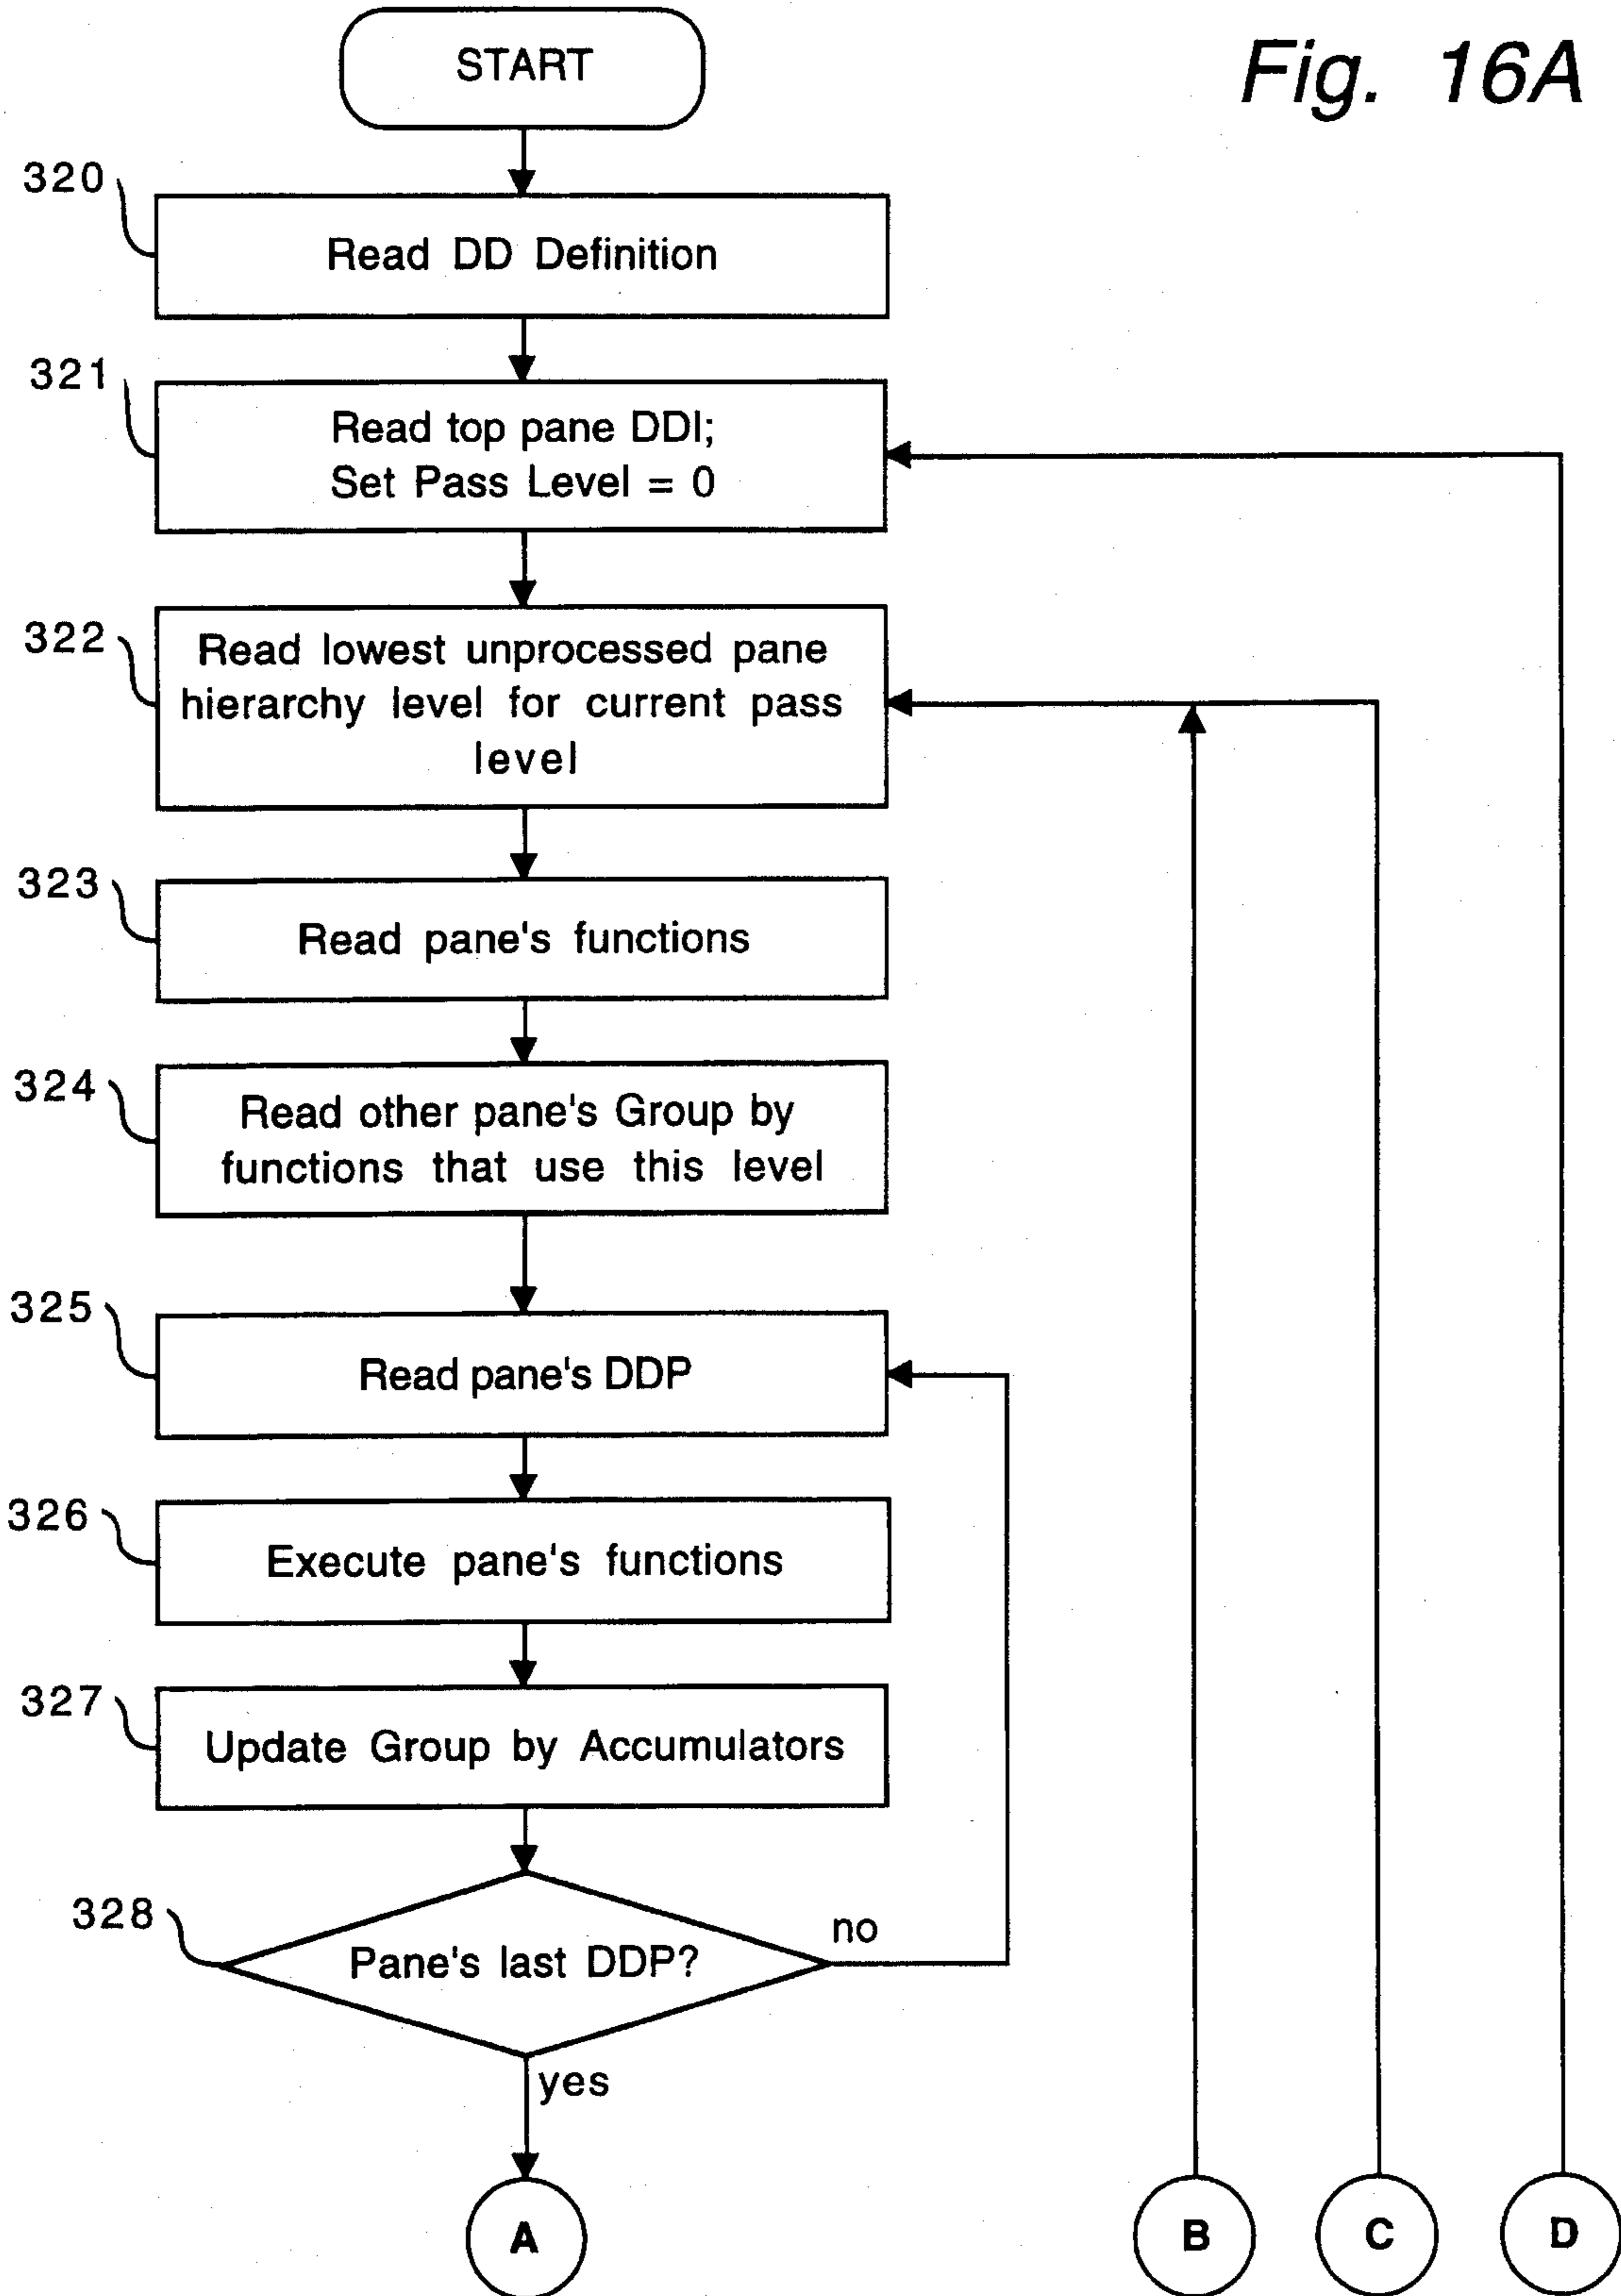 START
Fig. 16A
320
Read DD Definition
321
Read top pane DDI;
Set Pass Level = 0
322
Read lowest unprocessed pane
hierarchy level for current pass
level
323
Read pane's functions
324
Read other pane's Group by
functions that use this level
325
Read pane's DDP
326
Execute pane's functions
327
Update Group by Accumulators
328
Pane's last DDP?
no
yes
A
B
C
D